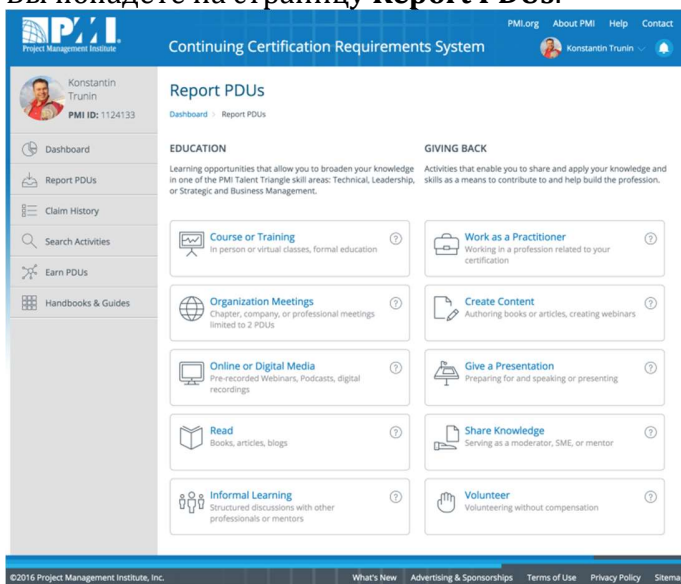 Вы попадёте на страницу Report PDUs.
PMI.org About PMI Help Contact
PMI
Project Management Institute
Continuing Certification Requirements System
Konstantin Trunin
Konstantin
Trunin
PMI ID: 1124133
Dashboard
Report PDUs
Claim History
Search Activities
Earn PDUs
Handbooks & Guides
Report PDUs
Dashboard > Report PDUs
EDUCATION
Learning opportunities that allow you to broaden your knowledge
in one of the PMI Talent Triangle skill areas: Technical, Leadership,
or Strategic and Business Management.
Course or Training ?
In person or virtual classes, formal education
Organization Meetings ?
Chapter, company, or professional meetings
limited to 2 PDUs
Online or Digital Media ?
Pre-recorded Webinars, Podcasts, digital
recordings
Read ?
Books, articles, blogs
Informal Learning ?
Structured discussions with other
professionals or mentors
GIVING BACK
Activities that enable you to share and apply your knowledge and
skills as a means to contribute to and help build the profession.
Work as a Practitioner ?
Working in a profession related to your
certification
Create Content ?
Authoring books or articles, creating webinars
Give a Presentation ?
Preparing for and speaking or presenting
Share Knowledge ?
Serving as a moderator, SME, or mentor
Volunteer ?
Volunteering without compensation
©2016 Project Management Institute, Inc.
What's New Advertising & Sponsorships Terms of Use Privacy Policy Sitema